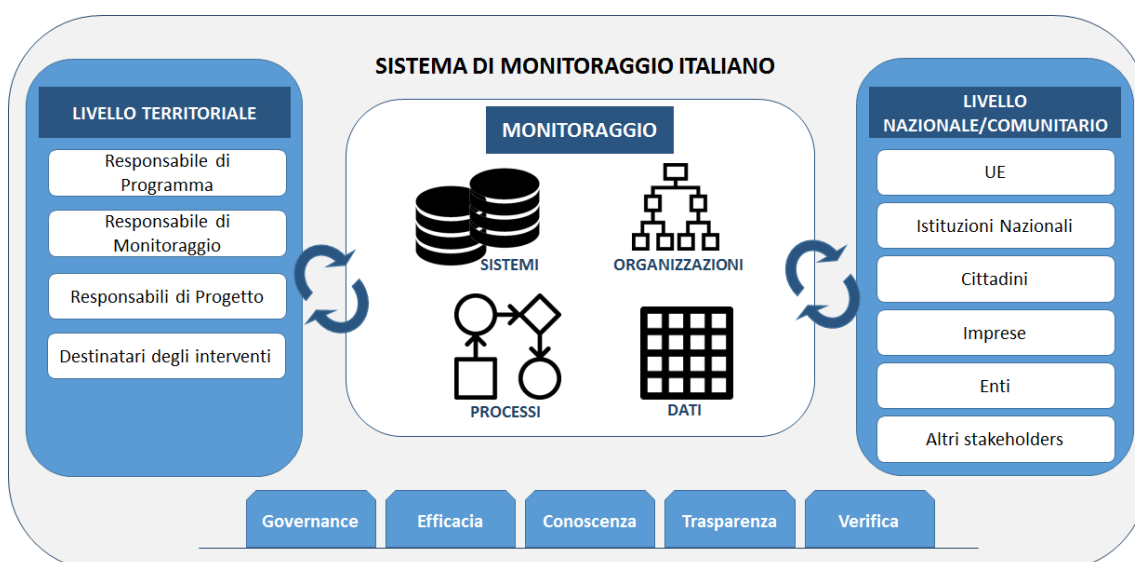 SISTEMA DI MONITORAGGIO ITALIANO
LIVELLO TERRITORIALE
Responsabile di
Programma
Responsabile di
Monitoraggio
Responsabili di Progetto
Destinatari degli interventi
MONITORAGGIO
SISTEMI
ORGANIZZAZIONI
PROCESSI
DATI
LIVELLO
NAZIONALE/COMUNITARIO
UE
Istituzioni Nazionali
Cittadini
Imprese
Enti
Altri stakeholders
Governance
Efficacia
Conoscenza
Trasparenza
Verifica